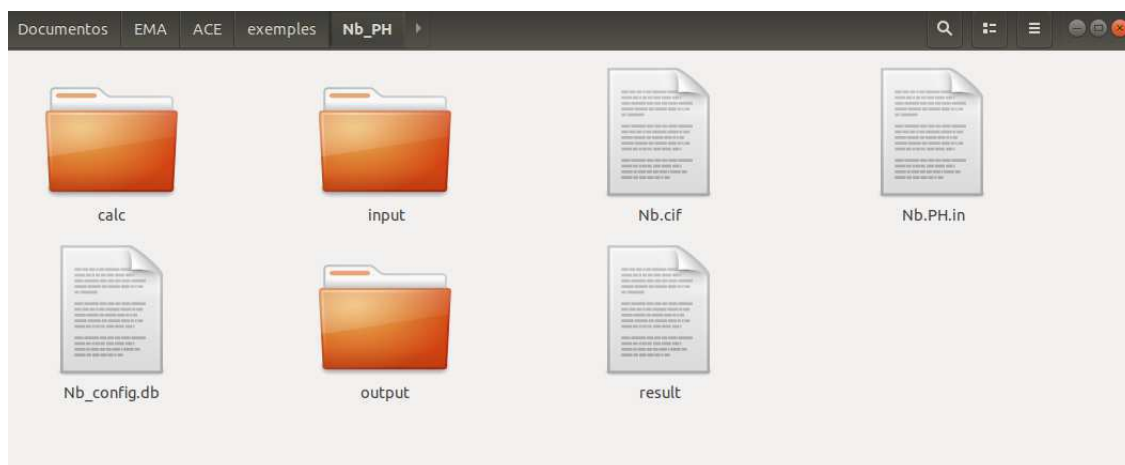 Documentos EMA ACE exemples Nb_PH
calc input Nb.cif Nb.PH.in
Nb_config.db output result